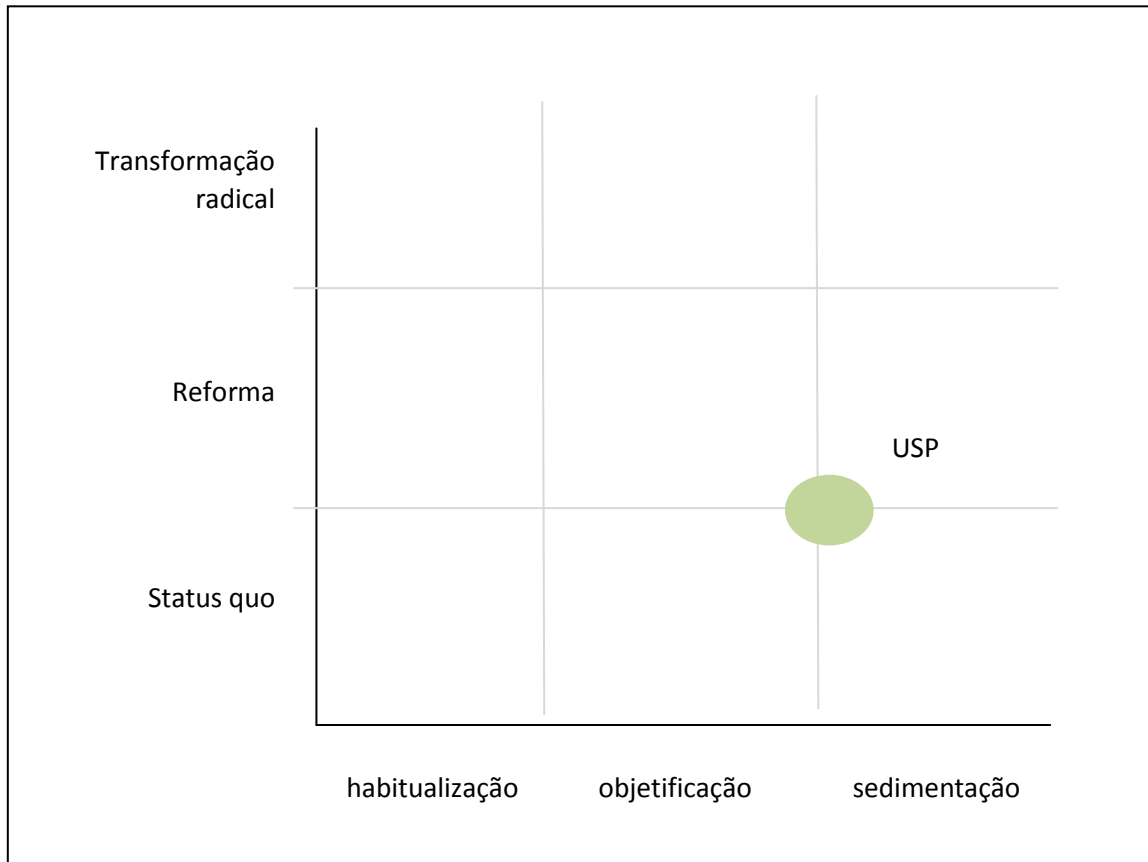 Transformação
radical
Reforma
USP
Status quo
habitualização
objetificação
sedimentação